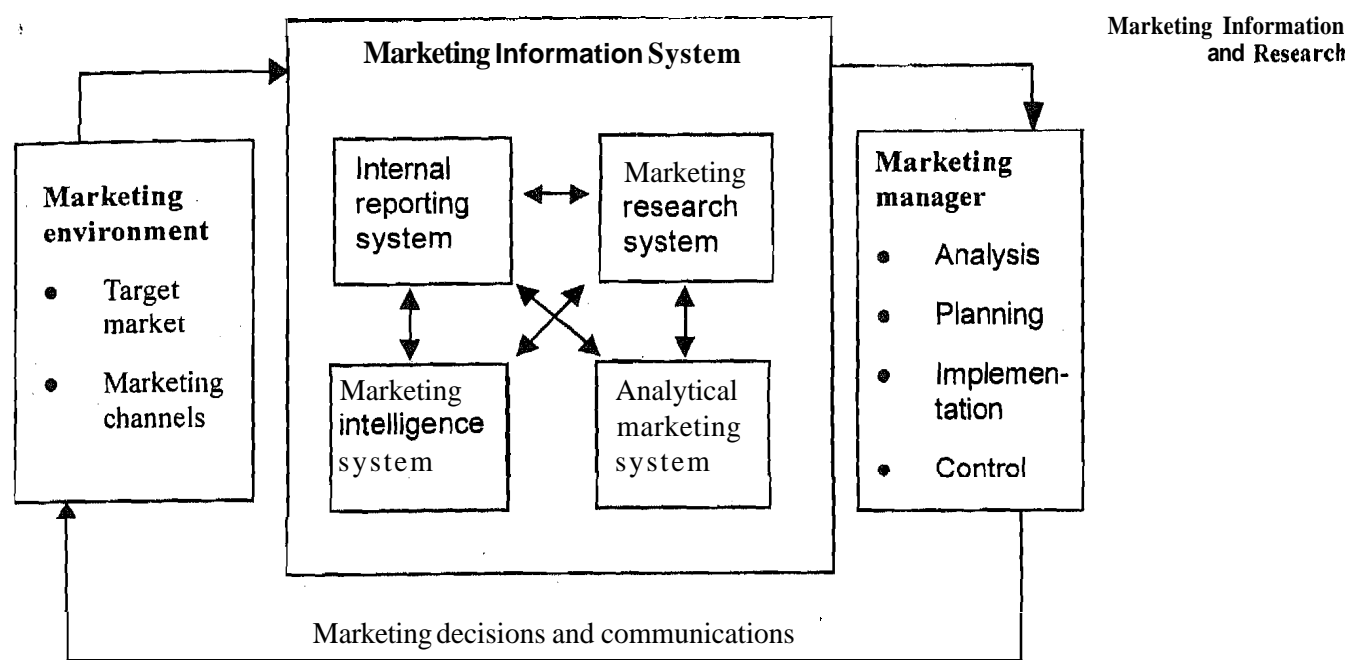 Marketing Information
and Research
Marketing Information System
Marketing
environment
● Target
market
● Marketing
channels
Internal
reporting
system
Marketing
research
system
Marketing
intelligence
system
Analytical
marketing
system
Marketing
manager
● Analysis
● Planning
● Implemen-
tation
● Control
Marketing decisions and communications